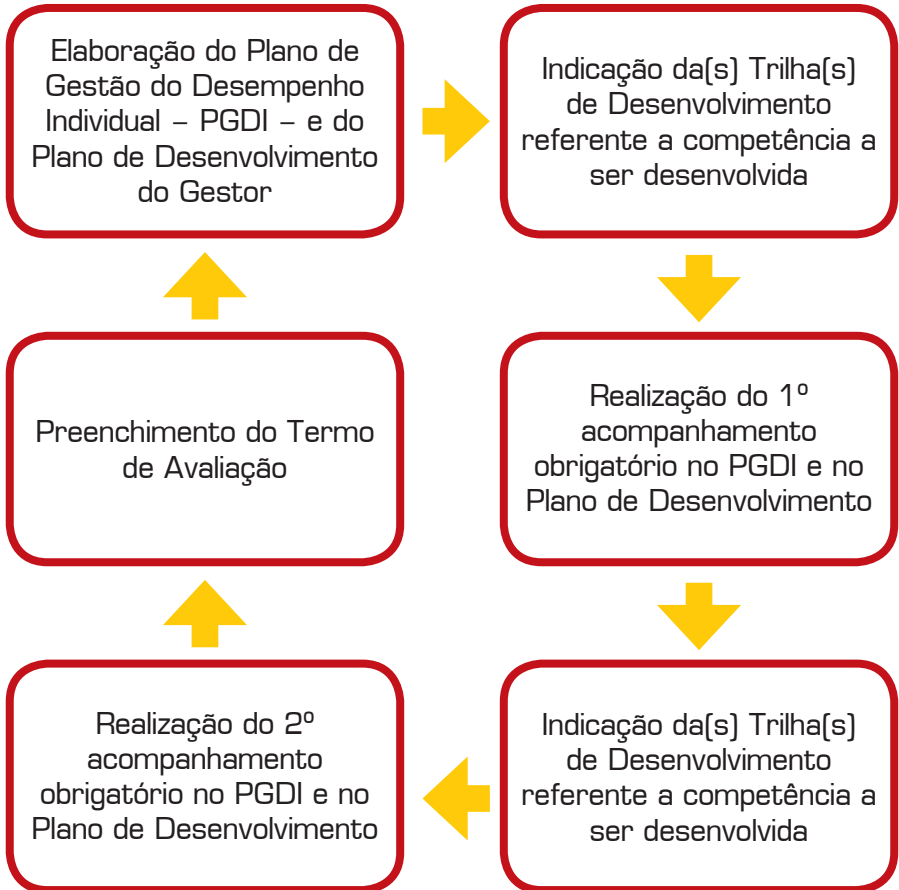 Elaboração do Plano de
Gestão do Desempenho
Individual – PGDI – e do
Plano de Desenvolvimento
do Gestor
Indicação da(s) Trilha(s)
de Desenvolvimento
referente a competência a
ser desenvolvida
Realização do 1º
acompanhamento
obrigatório no PGDI e no
Plano de Desenvolvimento
Indicação da(s) Trilha(s)
de Desenvolvimento
referente a competência a
ser desenvolvida
Realização do 2º
acompanhamento
obrigatório no PGDI e no
Plano de Desenvolvimento
Preenchimento do Termo
de Avaliação